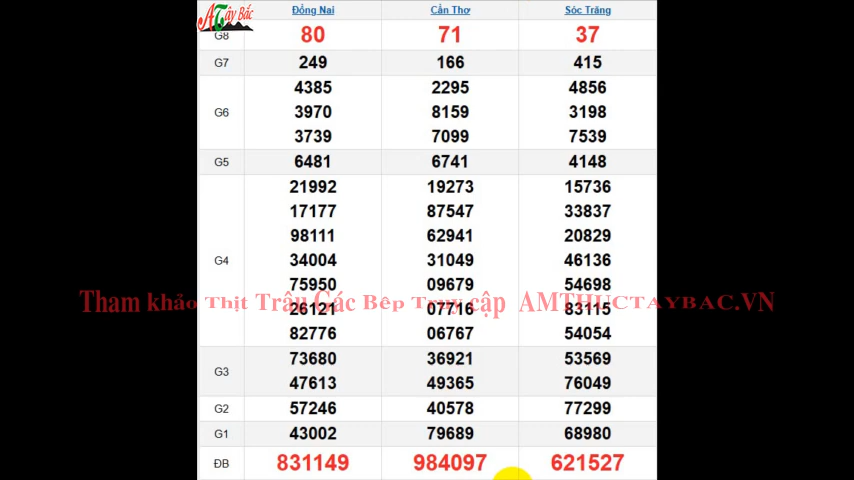 A Tây Bắc
Đồng Nai Cần Thơ Sóc Trăng
G8 80 71 37
G7 249 166 415
4385 2295 4856
G6 3970 8159 3198
3739 7099 7539
G5 6481 6741 4148
21992 19273 15736
17177 87547 33837
98111 62941 20829
G4 34004 31049 46136
75950 09679 54698
Tham khảo Thịt Trâu Gác Bếp Truy cập AMTHUCTAYBAC.VN
26121 07716 83115
82776 06767 54054
73680 36921 53569
G3
47613 49365 76049
G2 57246 40578 77299
G1 43002 79689 68980
ĐB 831149 984097 621527